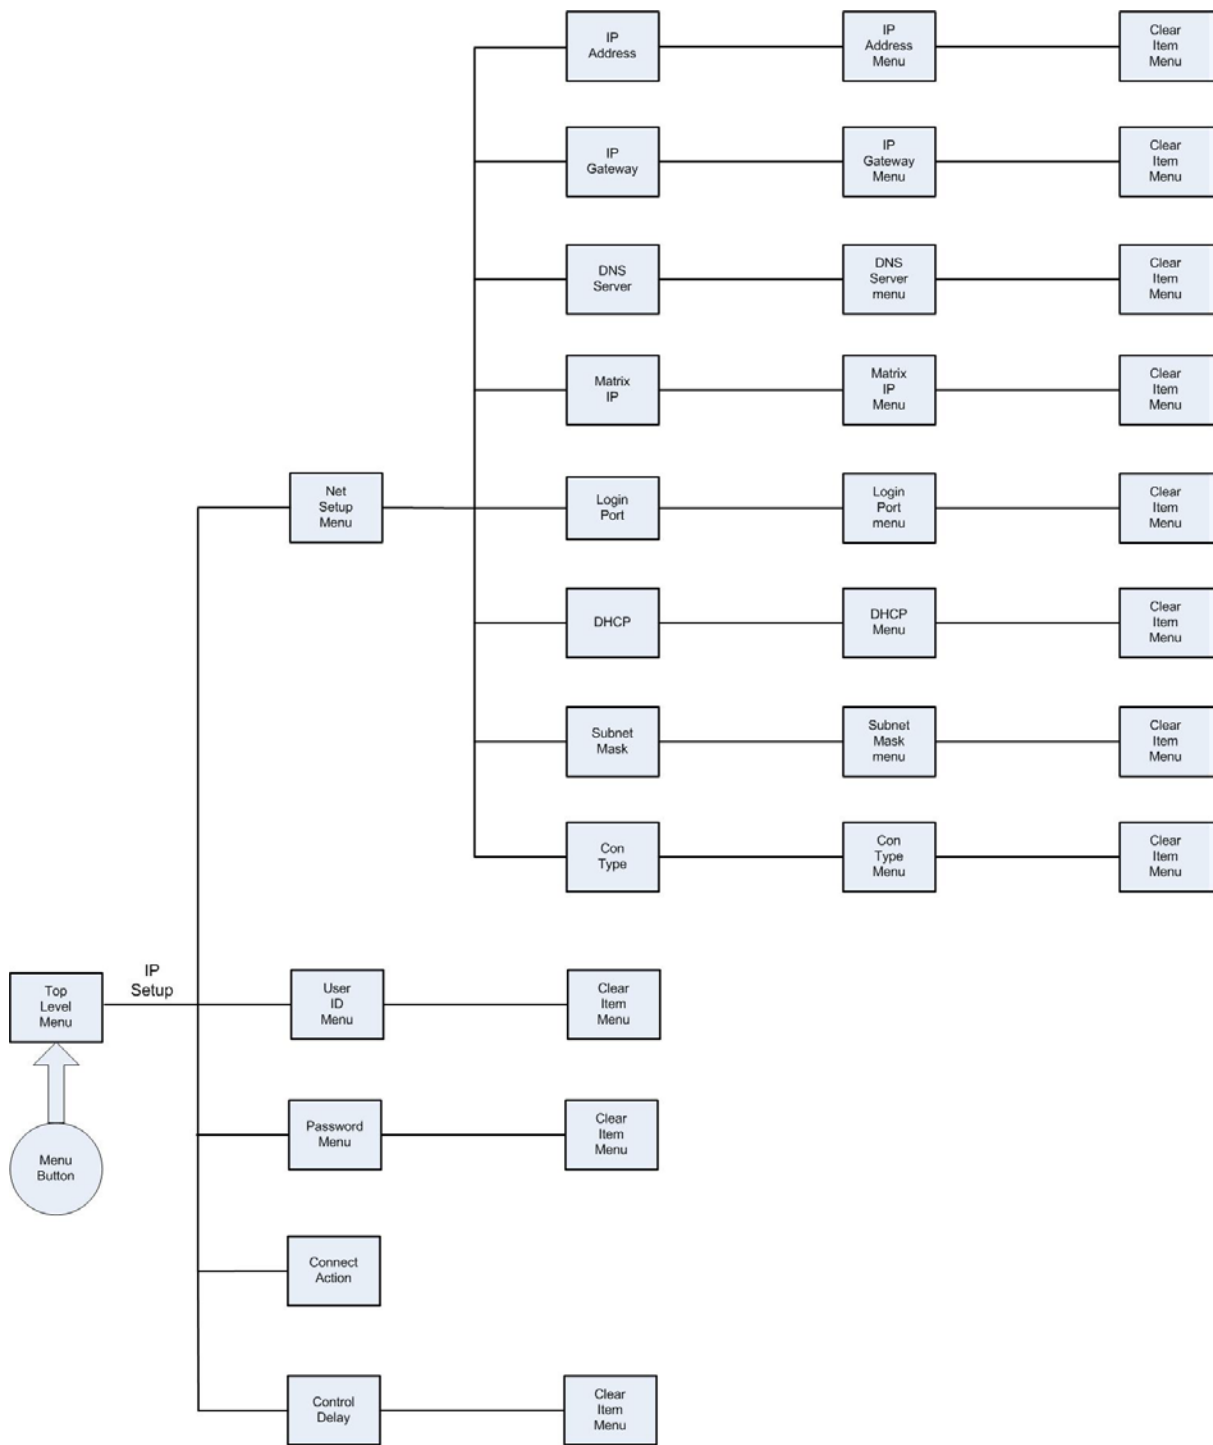 IP
Address
IP
Address
Menu
Clear
Item
Menu
IP
Gateway
IP
Gateway
Menu
Clear
Item
Menu
DNS
Server
DNS
Server
menu
Clear
Item
Menu
Matrix
IP
Matrix
IP
Menu
Clear
Item
Menu
Net
Setup
Menu
Login
Port
Login
Port
menu
Clear
Item
Menu
DHCP
DHCP
Menu
Clear
Item
Menu
Subnet
Mask
Subnet
Mask
menu
Clear
Item
Menu
Con
Type
Con
Type
Menu
Clear
Item
Menu
Top
Level
Menu
IP
Setup
User
ID
Menu
Clear
Item
Menu
Menu
Button
Password
Menu
Clear
Item
Menu
Connect
Action
Control
Delay
Clear
Item
Menu